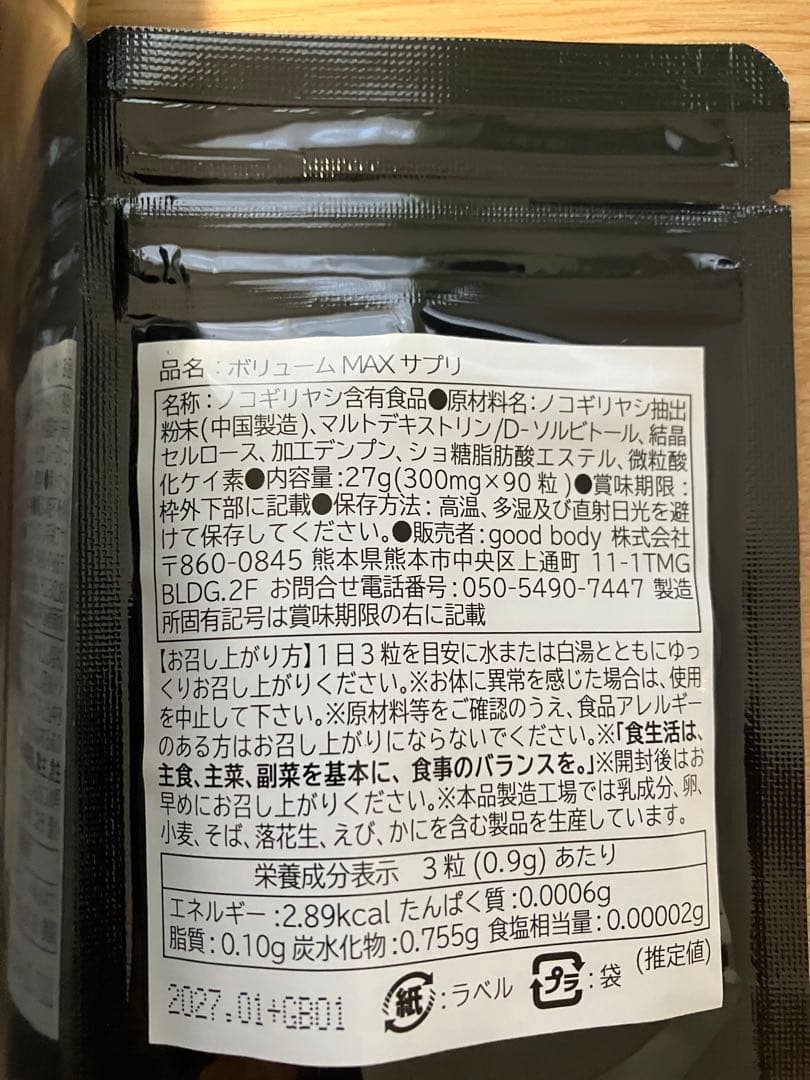 品名：ボリュームMAXサプリ
名称：ノコギリヤシ含有食品●原材料名：ノコギリヤシ抽出
粉末(中国製造)、マルトデキストリン/D-ソルビトール、結晶
セルロース、加工デンプン、ショ糖脂肪酸エステル、微粒酸
化ケイ素●内容量：27g(300mg×90粒)●賞味期限：
枠外下部に記載●保存方法：高温、多湿及び直射日光を避
けて保存してください。●販売者：good body 株式会社
〒860-0845 熊本県熊本市中央区上通町 11-1TMG
BLDG.2F お問合せ電話番号：050-5490-7447 製造
所固有記号は賞味期限の右に記載
【お召し上がり方】1日3粒を目安に水または白湯とともにゆっ
くりお召し上がりください。※お体に異常を感じた場合は、使用
を中止して下さい。※原材料等をご確認のうえ、食品アレルギー
のある方はお召し上がりにならないでください。※「食生活は、
主食、主菜、副菜を基本に、食事のバランスを。」※開封後はお
早めにお召し上がりください。※本品製造工場では乳成分、卵、
小麦、そば、落花生、えび、かにを含む製品を生産しています。
栄養成分表示 3粒(0.9g)あたり
エネルギー：2.89kcal たんぱく質：0.0006g
脂質：0.10g 炭水化物：0.755g 食塩相当量：0.00002g
(推定値)
2027.01+GB01 紙：ラベル プラ：袋